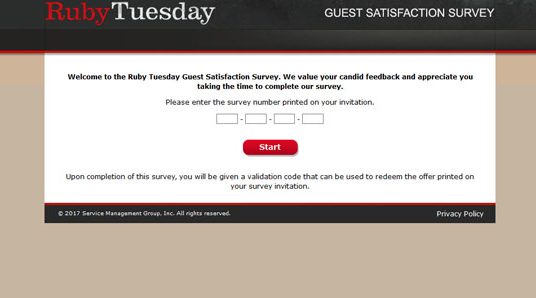 Ruby Tuesday
GUEST SATISFACTION SURVEY
Welcome to the Ruby Tuesday Guest Satisfaction Survey. We value your candid feedback and appreciate you
taking the time to complete our survey.
Please enter the survey number printed on your invitation.
- - -
Start
Upon completion of this survey, you will be given a validation code that can be used to redeem the offer printed on
your survey invitation.
© 2017 Service Management Group, Inc. All rights reserved.
Privacy Policy